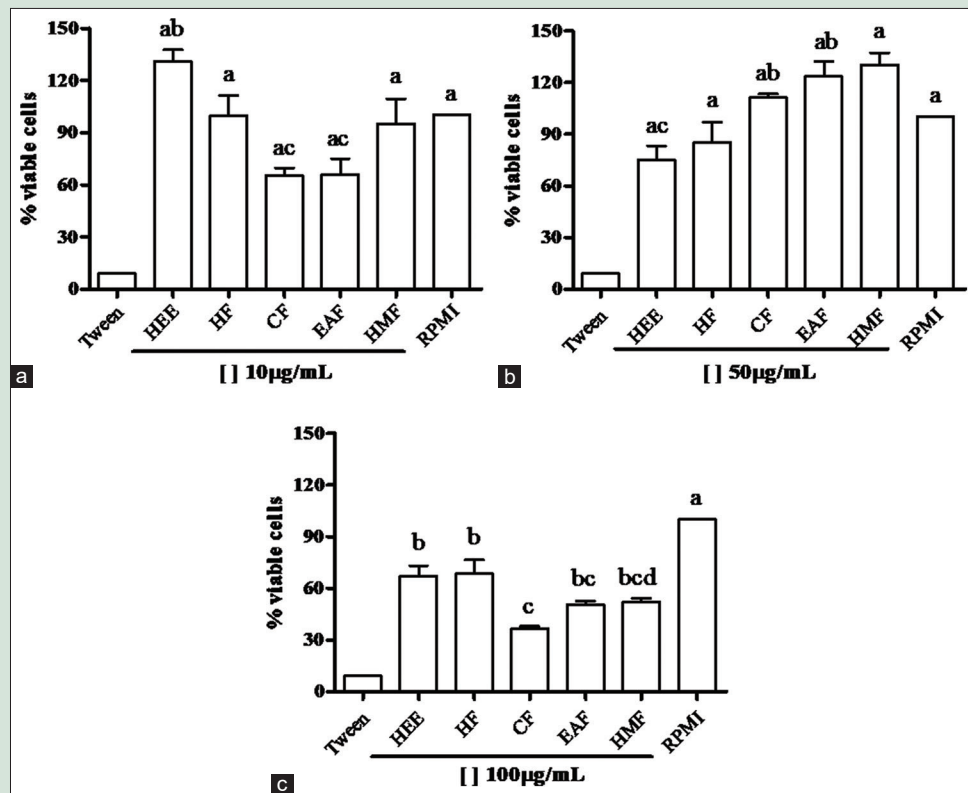 150
120
90
60
30
0
% viable cells
ab
a
ac
ac
a
a
Tween
HEE
HF
CF
EAF
HMF
RPMI
[ ] 10µg/mL
a
150
120
90
60
30
0
% viable cells
ac
a
ab
ab
a
a
Tween
HEE
HF
CF
EAF
HMF
RPMI
[ ] 50µg/mL
b
150
120
90
60
30
0
% viable cells
b
b
c
bc
bcd
a
Tween
HEE
HF
CF
EAF
HMF
RPMI
[ ] 100µg/mL
c